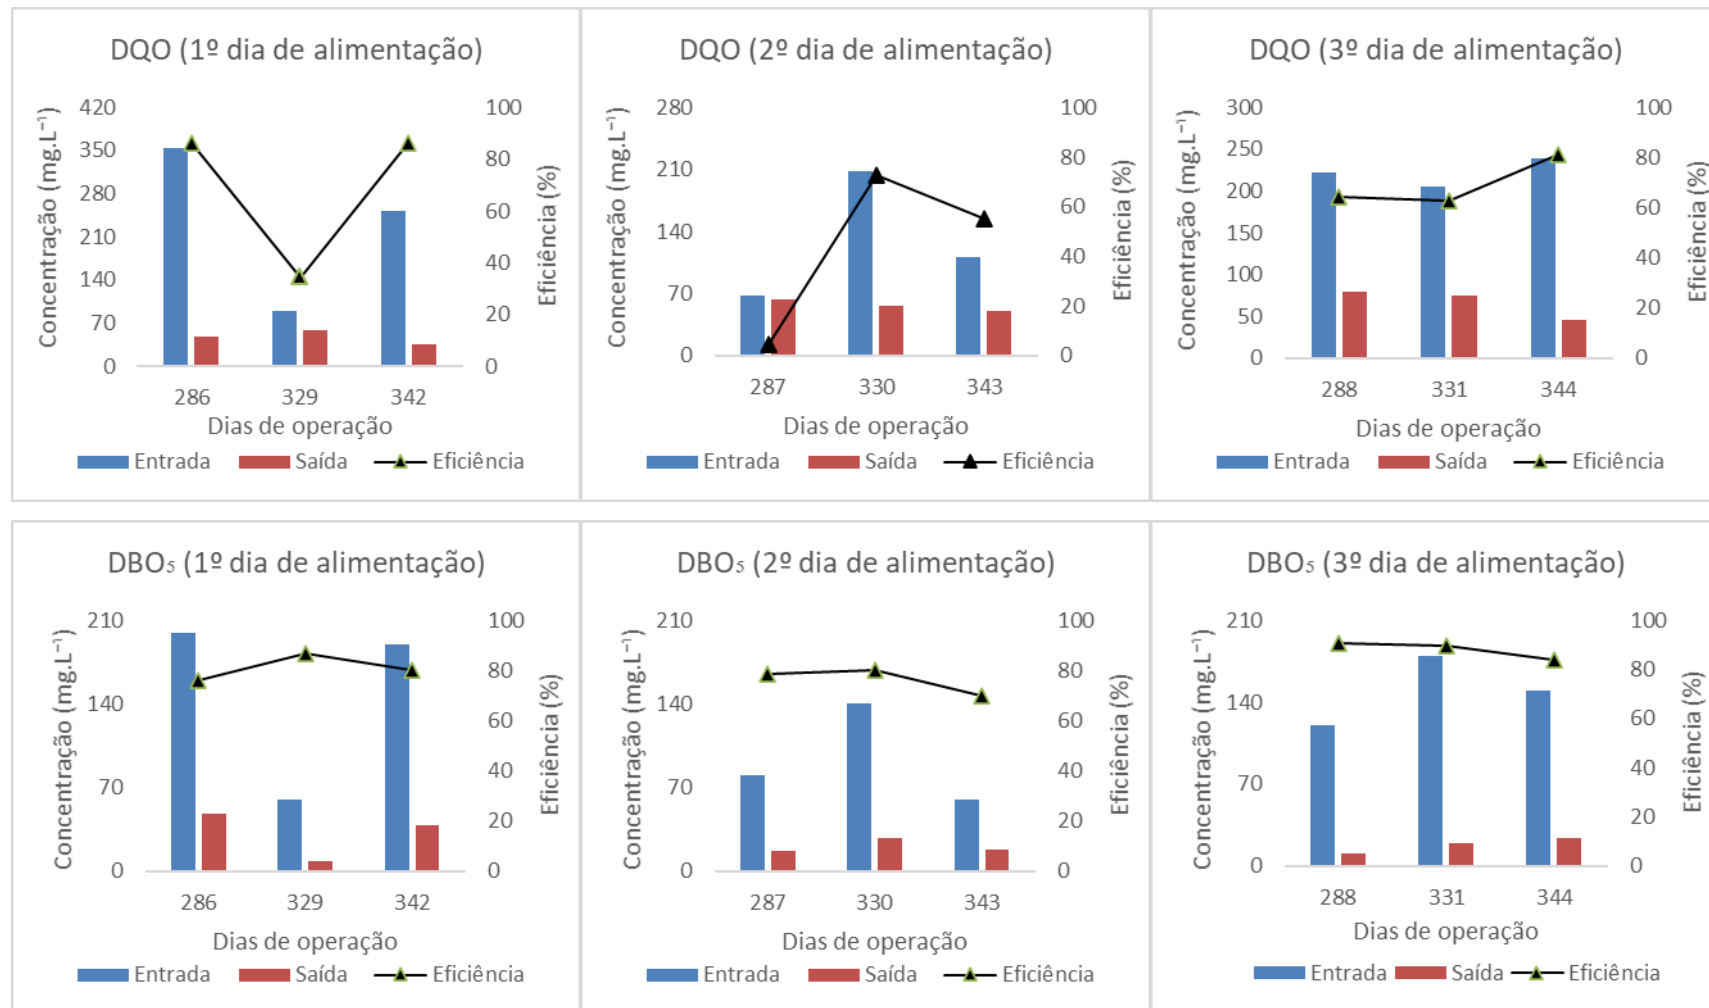 DQO (1º dia de alimentação)
Concentração (mg.L⁻¹)
420
350
280
210
140
70
0
100
80
60
40
20
0
Eficiência (%)
286 329 342
Dias de operação
Entrada Saída Eficiência
DQO (2º dia de alimentação)
Concentração (mg.L⁻¹)
280
210
140
70
0
100
80
60
40
20
0
Eficiência (%)
287 330 343
Dias de operação
Entrada Saída Eficiência
DQO (3º dia de alimentação)
Concentração (mg.L⁻¹)
300
250
200
150
100
50
0
100
80
60
40
20
0
Eficiência (%)
288 331 344
Dias de operação
Entrada Saída Eficiência
DBO₅ (1º dia de alimentação)
Concentração (mg.L⁻¹)
210
140
70
0
100
80
60
40
20
0
Eficiência (%)
286 329 342
Dias de operação
Entrada Saída Eficiência
DBO₅ (2º dia de alimentação)
Concentração (mg.L⁻¹)
210
140
70
0
100
80
60
40
20
0
Eficiência (%)
287 330 343
Dias de operação
Entrada Saída Eficiência
DBO₅ (3º dia de alimentação)
Concentração (mg.L⁻¹)
210
140
70
0
100
80
60
40
20
0
Eficiência (%)
288 331 344
Dias de operação
Entrada Saída Eficiência